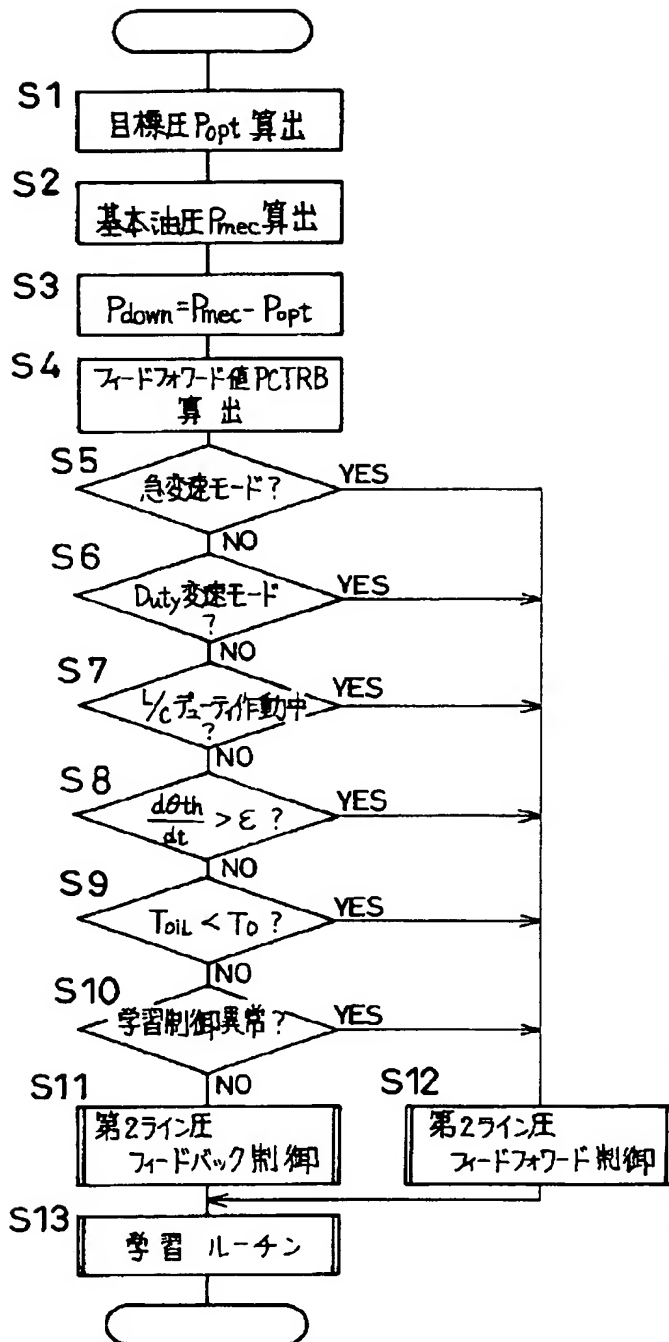 S1
目標圧Popt 算出
S2
基本油圧Pmec算出
S3
Pdown=Pmec-Popt
S4
フィードフォワード値PCTRB
算出
S5
急変速モード?
YES
NO
S6
Duty変速モード
?
YES
NO
S7
L/Cデューティ作動中
?
YES
NO
S8
dθth
dt
>ε?
YES
NO
S9
ToiL<To?
YES
NO
S10
学習制御異常?
YES
NO
S11
第2ライン圧
フィードバック制御
S12
第2ライン圧
フィードフォワード制御
S13
学習 ルーチン